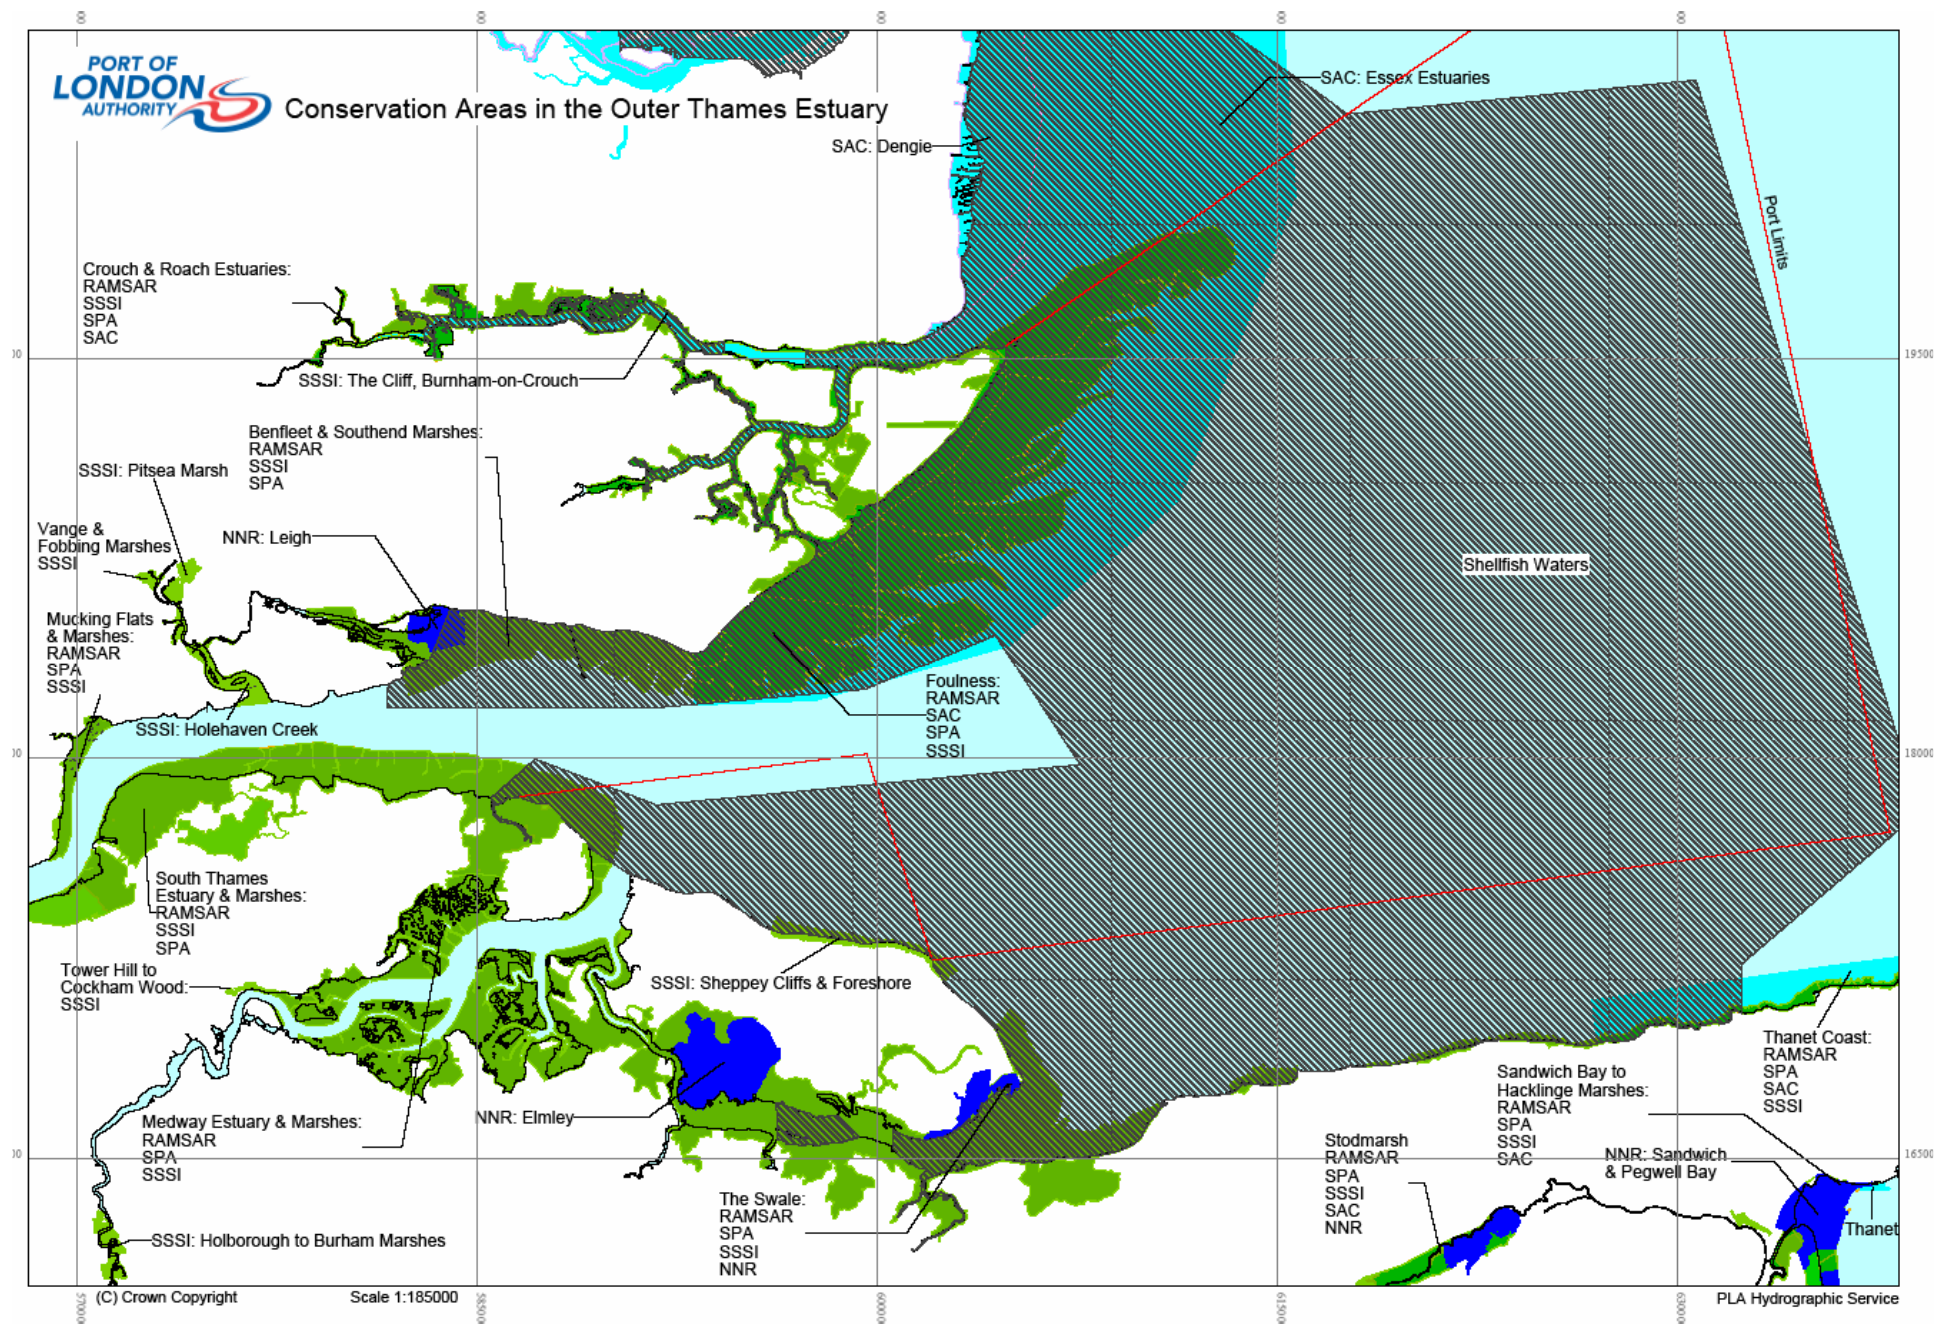 PORT OF
LONDON
AUTHORITY
Conservation Areas in the Outer Thames Estuary
SAC: Essex Estuaries
SAC: Dengie
Port Limits
Crouch & Roach Estuaries:
RAMSAR
SSSI
SPA
SAC
SSSI: The Cliff, Burnham-on-Crouch
19500
Benfleet & Southend Marshes:
RAMSAR
SSSI
SPA
SSSI: Pitsea Marsh
Vange &
Fobbing Marshes
SSSI
NNR: Leigh
Shellfish Waters
Mucking Flats
& Marshes:
RAMSAR
SPA
SSSI
SSSI: Holehaven Creek
Foulness:
RAMSAR
SAC
SPA
SSSI
18000
South Thames
Estuary & Marshes:
RAMSAR
SSSI
SPA
Tower Hill to
Cockham Wood:
SSSI
SSSI: Sheppey Cliffs & Foreshore
Thanet Coast:
RAMSAR
SPA
SAC
SSSI
Sandwich Bay to
Hacklinge Marshes:
RAMSAR
SPA
SSSI
SAC
Medway Estuary & Marshes:
RAMSAR
SPA
SSSI
NNR: Elmley
Stodmarsh
RAMSAR
SPA
SSSI
SAC
NNR
NNR: Sandwich
& Pegwell Bay
16500
The Swale:
RAMSAR
SPA
SSSI
NNR
Thanet
SSSI: Holborough to Burham Marshes
(C) Crown Copyright
Scale 1:185000
PLA Hydrographic Service